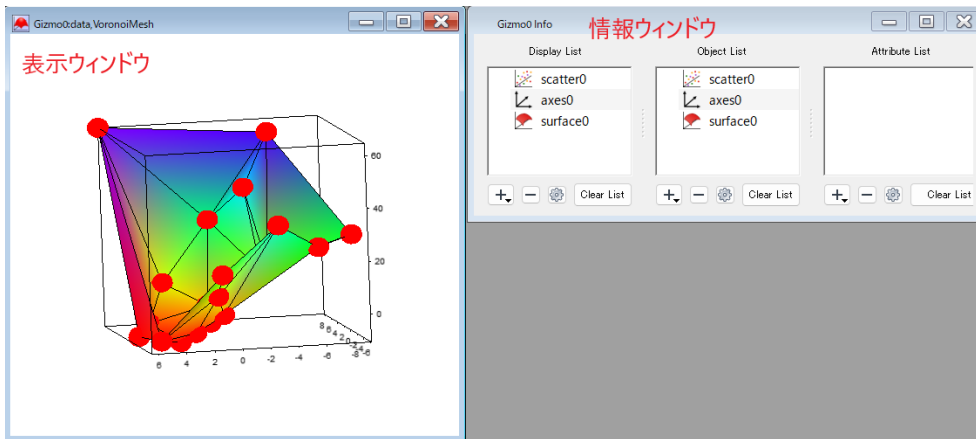 Gizmo0:data,VoronoiMesh
表示ウィンドウ
60
40
20
0
6
4
2
0
-2
-4
-6
8
6
4
2
0
-2
-4
-6
-8
Gizmo0 Info
情報ウィンドウ
Display List
Object List
Attribute List
scatter0
axes0
surface0
scatter0
axes0
surface0
Clear List
Clear List
Clear List